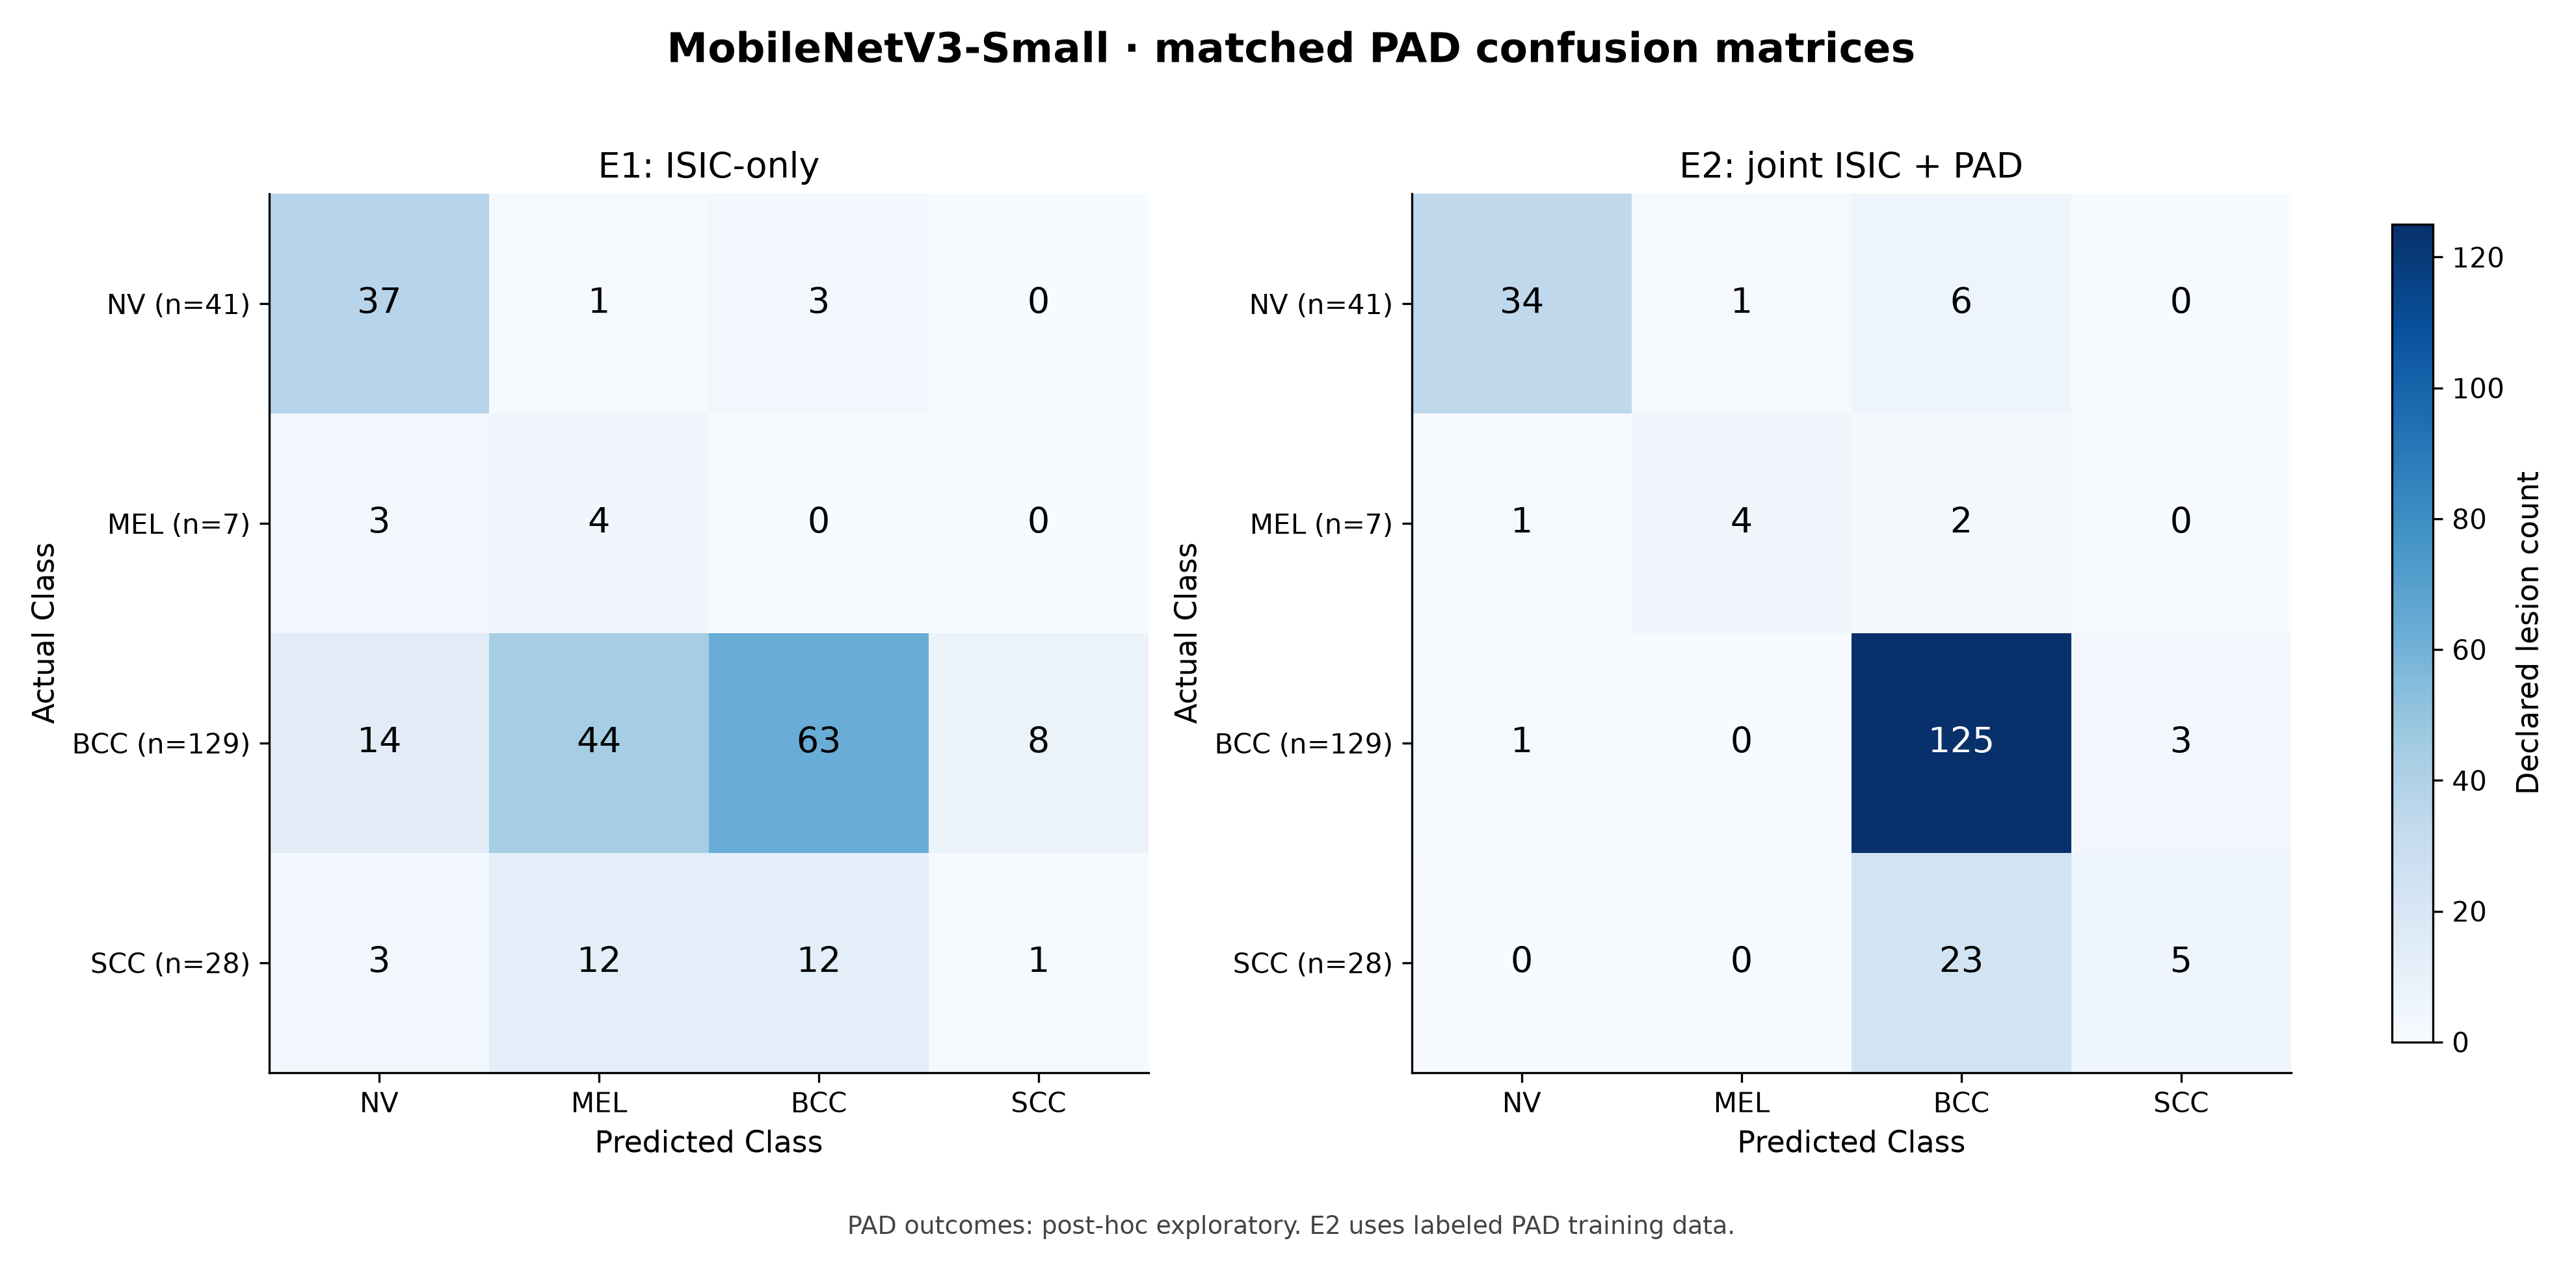 MobileNetV3-Small · matched PAD confusion matrices
E1: ISIC-only
Actual Class
NV (n=41) 37 1 3 0
MEL (n=7) 3 4 0 0
BCC (n=129) 14 44 63 8
SCC (n=28) 3 12 12 1
NV MEL BCC SCC
Predicted Class
E2: joint ISIC + PAD
Actual Class
NV (n=41) 34 1 6 0
MEL (n=7) 1 4 2 0
BCC (n=129) 1 0 125 3
SCC (n=28) 0 0 23 5
NV MEL BCC SCC
Predicted Class
120
100
80
60
40
20
0
Declared lesion count
PAD outcomes: post-hoc exploratory. E2 uses labeled PAD training data.